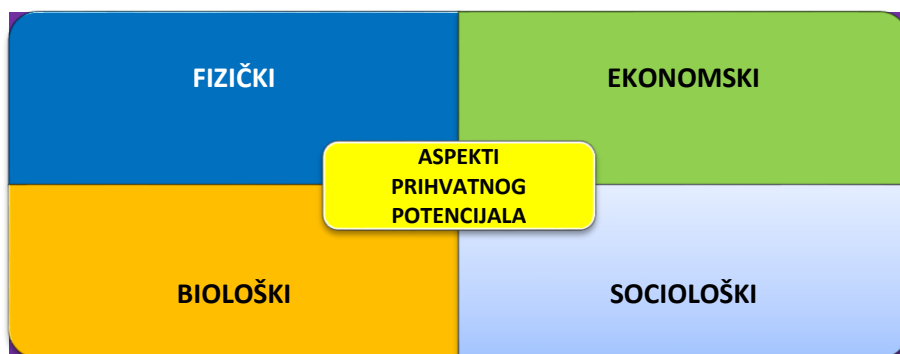 FIZIČKI
EKONOMSKI
ASPEKTI
PRIHVATNOG
POTENCIJALA
BIOLOŠKI
SOCIOLOŠKI